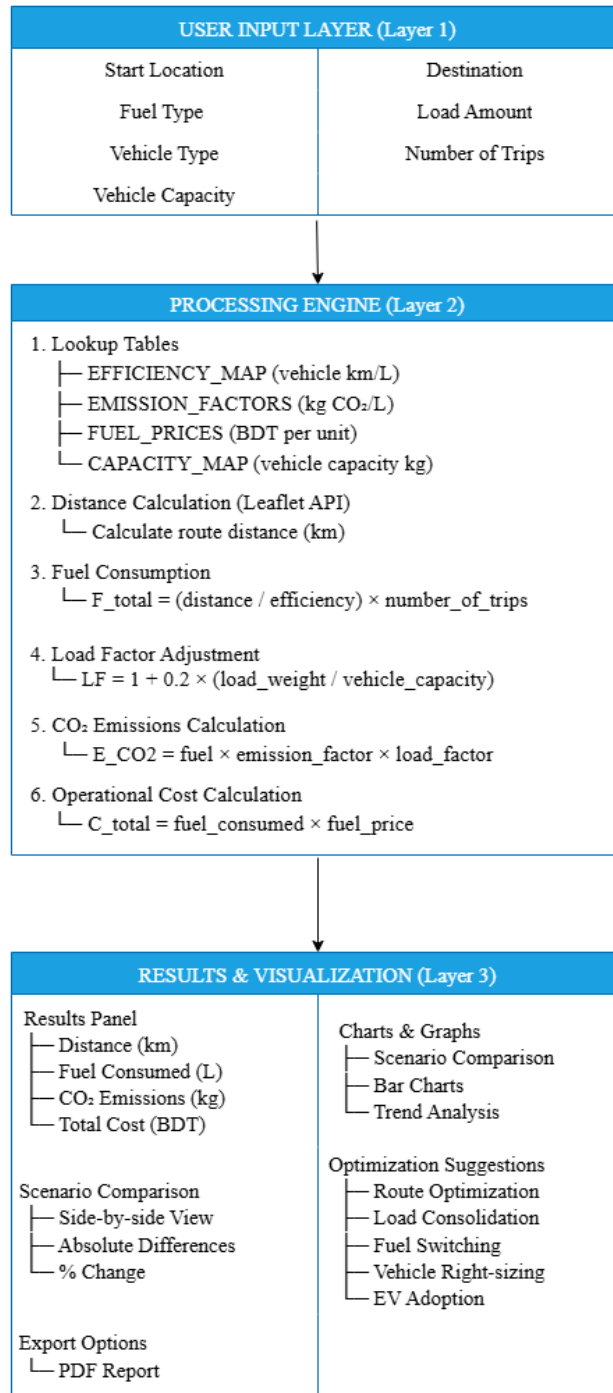 USER INPUT LAYER (Layer 1)
Start Location
Fuel Type
Vehicle Type
Vehicle Capacity
Destination
Load Amount
Number of Trips
PROCESSING ENGINE (Layer 2)
1. Lookup Tables
├─ EFFICIENCY_MAP (vehicle km/L)
├─ EMISSION_FACTORS (kg CO₂/L)
├─ FUEL_PRICES (BDT per unit)
└─ CAPACITY_MAP (vehicle capacity kg)
2. Distance Calculation (Leaflet API)
└─ Calculate route distance (km)
3. Fuel Consumption
└─ F_total = (distance / efficiency) × number_of_trips
4. Load Factor Adjustment
└─ LF = 1 + 0.2 × (load_weight / vehicle_capacity)
5. CO₂ Emissions Calculation
└─ E_CO2 = fuel × emission_factor × load_factor
6. Operational Cost Calculation
└─ C_total = fuel_consumed × fuel_price
RESULTS & VISUALIZATION (Layer 3)
Results Panel
├─ Distance (km)
├─ Fuel Consumed (L)
├─ CO₂ Emissions (kg)
└─ Total Cost (BDT)
Scenario Comparison
├─ Side-by-side View
├─ Absolute Differences
└─ % Change
Export Options
└─ PDF Report
Charts & Graphs
├─ Scenario Comparison
├─ Bar Charts
└─ Trend Analysis
Optimization Suggestions
├─ Route Optimization
├─ Load Consolidation
├─ Fuel Switching
├─ Vehicle Right-sizing
└─ EV Adoption